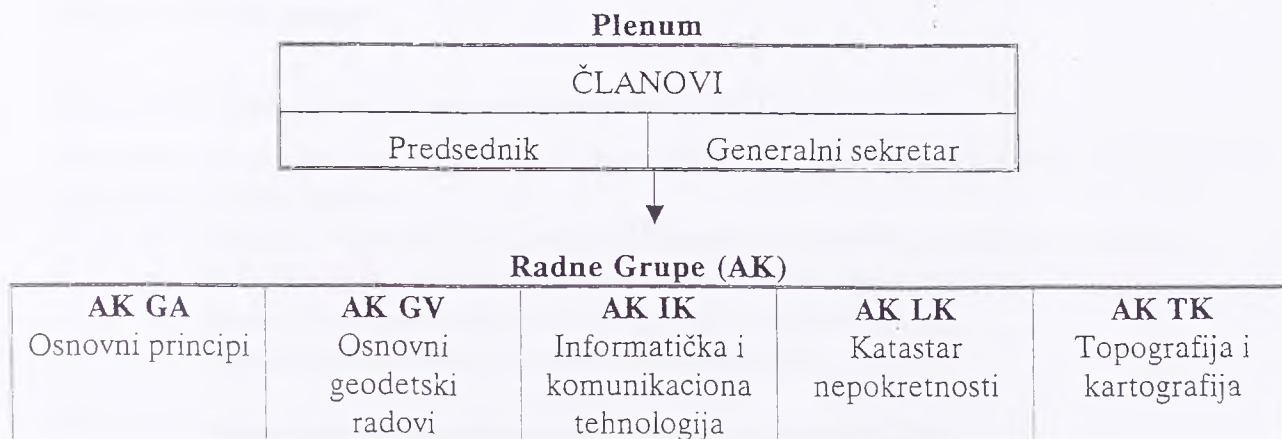 Plenum
ČLANOVI
Predsednik
Generalni sekretar
Radne Grupe (AK)
AK GA
Osnovni principi
AK GV
Osnovni
geodetski
radovi
AK IK
Informatička i
komunikaciona
tehnologija
AK LK
Katastar
nepokretnosti
AK TK
Topografija i
kartografija